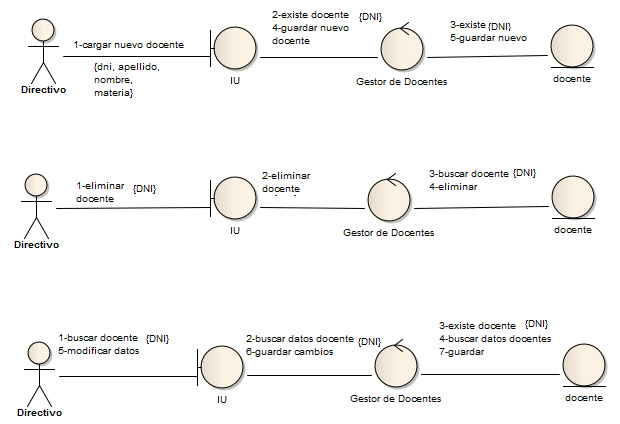 1-cargar nuevo docente
{dni, apellido,
nombre,
materia}
Directivo
IU
2-existe docente {DNI}
4-guardar nuevo
docente
Gestor de Docentes
3-existe {DNI}
5-guardar nuevo
docente
1-eliminar {DNI}
docente
Directivo
IU
2-eliminar
docente
Gestor de Docentes
3-buscar docente {DNI}
4-eliminar
docente
1-buscar docente {DNI}
5-modificar datos
Directivo
IU
2-buscar datos docente {DNI}
6-guardar cambios
Gestor de Docentes
3-existe docente {DNI}
4-buscar datos docentes
7-guardar
docente